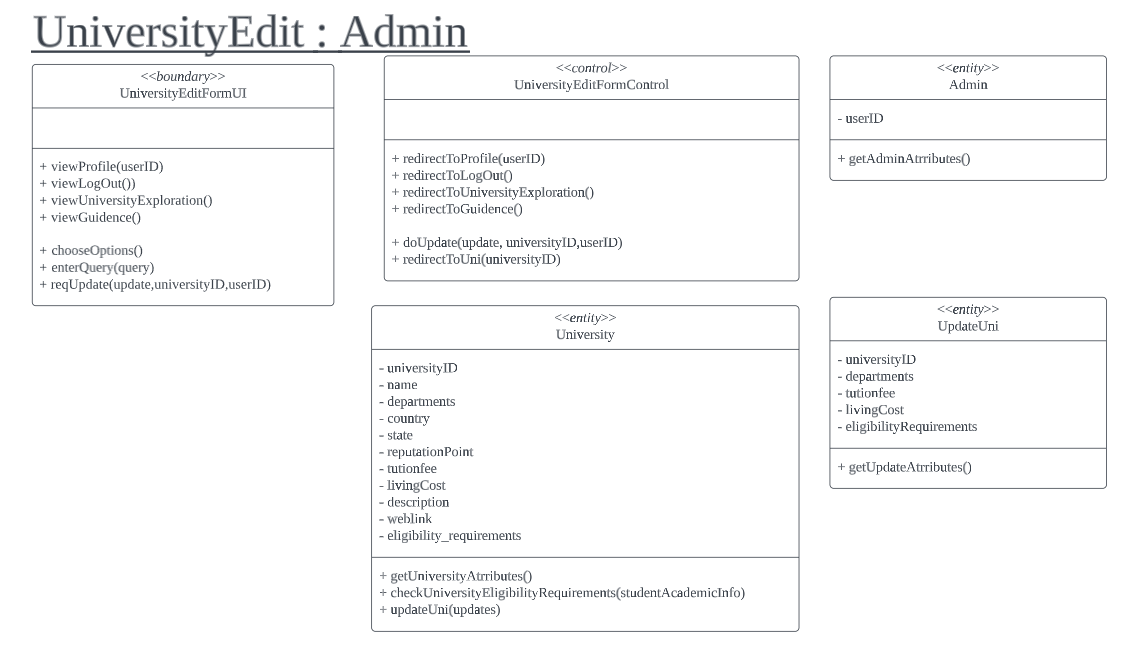 UniversityEdit : Admin
<<boundary>>
UniversityEditFormUI
+ viewProfile(userID)
+ viewLogOut())
+ viewUniversityExploration()
+ viewGuidence()
+ chooseOptions()
+ enterQuery(query)
+ reqUpdate(update,universityID,userID)
<<control>>
UniversityEditFormControl
+ redirectToProfile(userID)
+ redirectToLogOut()
+ redirectToUniversityExploration()
+ redirectToGuidence()
+ doUpdate(update, universityID,userID)
+ redirectToUni(universityID)
<<entity>>
Admin
- userID
+ getAdminAtrributes()
<<entity>>
University
- universityID
- name
- departments
- country
- state
- reputationPoint
- tutionfee
- livingCost
- description
- weblink
- eligibility_requirements
+ getUniversityAtrributes()
+ checkUniversityEligibilityRequirements(studentAcademicInfo)
+ updateUni(updates)
<<entity>>
UpdateUni
- universityID
- departments
- tutionfee
- livingCost
- eligibilityRequirements
+ getUpdateAtrributes()